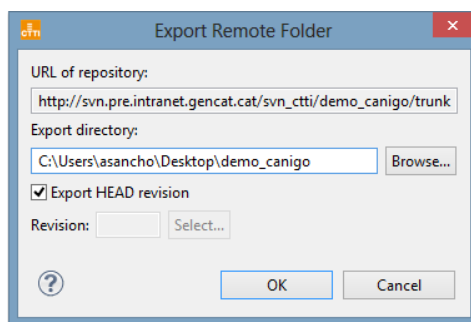 CTTI
Export Remote Folder
URL of repository:
http://svn.pre.intranet.gencat.cat/svn_ctti/demo_canigo/trunk
Export directory:
C:\Users\asancho\Desktop\demo_canigo
Browse...
Export HEAD revision
Revision:
Select...
?
OK
Cancel